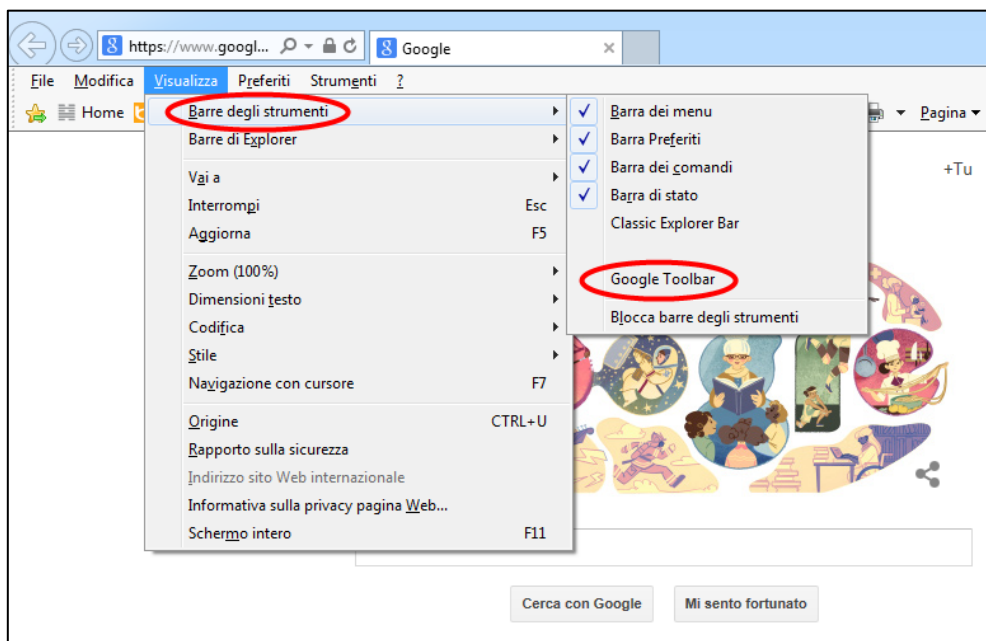 https://www.googl...
Google
File Modifica Visualizza Preferiti Strumenti ?
Home
Pagina
Barre degli strumenti
Barre di Explorer
Vai a
Interrompi Esc
Aggiorna F5
Zoom (100%)
Dimensioni testo
Codifica
Stile
Navigazione con cursore F7
Origine CTRL+U
Rapporto sulla sicurezza
Indirizzo sito Web internazionale
Informativa sulla privacy pagina Web...
Schermo intero F11
Barra dei menu
Barra Preferiti
Barra dei comandi
Barra di stato
Classic Explorer Bar
Google Toolbar
Blocca barre degli strumenti
+Tu
Cerca con Google
Mi sento fortunato